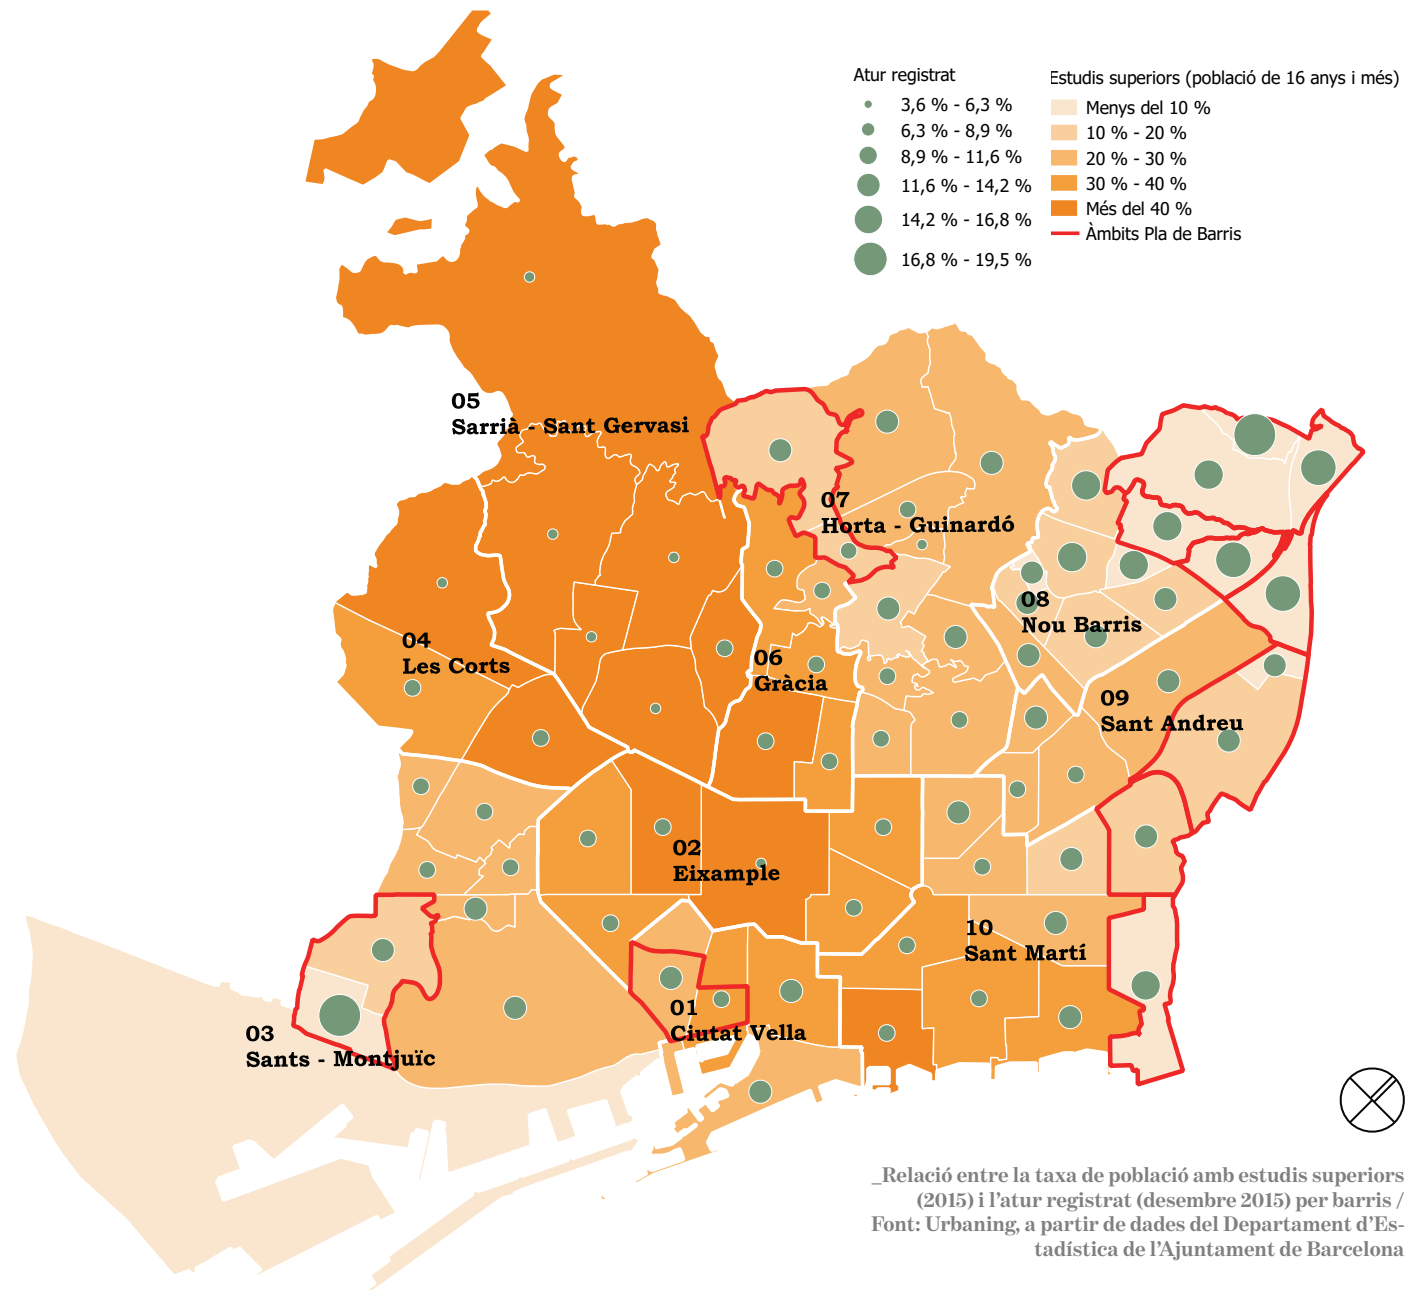 Atur registrat
3,6 % - 6,3 %
6,3 % - 8,9 %
8,9 % - 11,6 %
11,6 % - 14,2 %
14,2 % - 16,8 %
16,8 % - 19,5 %
Estudis superiors (població de 16 anys i més)
Menys del 10 %
10 % - 20 %
20 % - 30 %
30 % - 40 %
Més del 40 %
Àmbits Pla de Barris
05
Sarrià - Sant Gervasi
07
Horta - Guinardó
08
Nou Barris
04
Les Corts
06
Gràcia
09
Sant Andreu
02
Eixample
10
Sant Martí
01
Ciutat Vella
03
Sants - Montjuïc
_Relació entre la taxa de població amb estudis superiors
(2015) i l’atur registrat (desembre 2015) per barris /
Font: Urbaning, a partir de dades del Departament d’Es-
tadística de l’Ajuntament de Barcelona